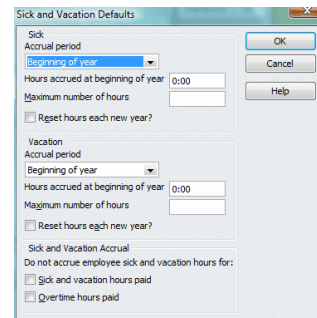 Sick and Vacation Defaults
Sick
Accrual period
Beginning of year
Hours accrued at beginning of year 0:00
Maximum number of hours
Reset hours each new year?
Vacation
Accrual period
Beginning of year
Hours accrued at beginning of year 0:00
Maximum number of hours
Reset hours each new year?
Sick and Vacation Accrual
Do not accrue employee sick and vacation hours for:
Sick and vacation hours paid
Overtime hours paid
OK
Cancel
Help